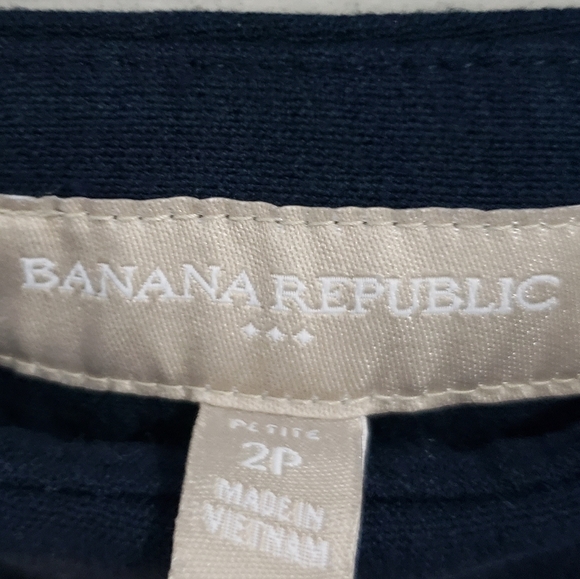 BANANA REPUBLIC
PETITE
2P
MADE IN
VIETNAM